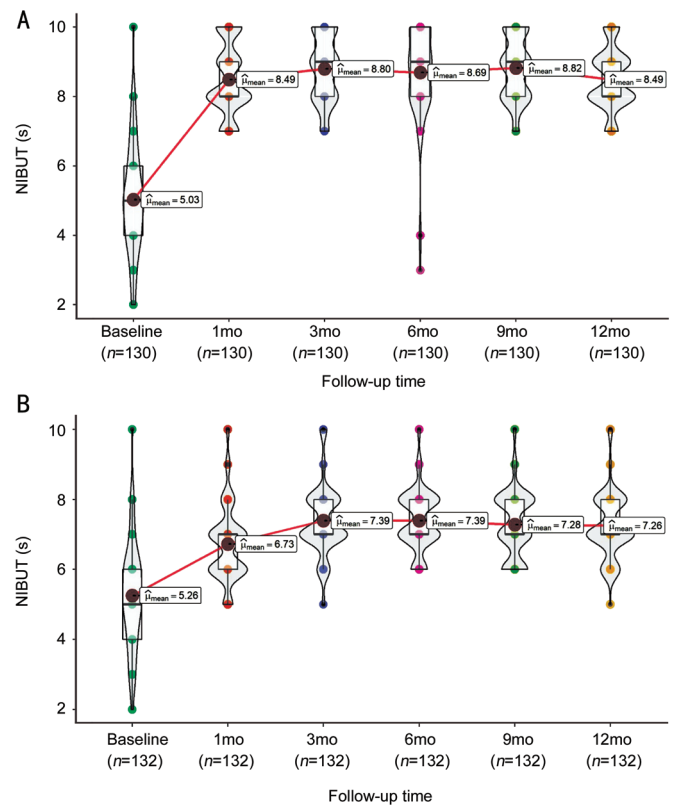 A
NIBUT (s)
10
8
6
4
2
μ̂mean = 5.03
μ̂mean = 8.49
μ̂mean = 8.80
μ̂mean = 8.69
μ̂mean = 8.82
μ̂mean = 8.49
Baseline 1mo 3mo 6mo 9mo 12mo
(n=130) (n=130) (n=130) (n=130) (n=130) (n=130)
Follow-up time
B
NIBUT (s)
10
8
6
4
2
μ̂mean = 5.26
μ̂mean = 6.73
μ̂mean = 7.39
μ̂mean = 7.39
μ̂mean = 7.28
μ̂mean = 7.26
Baseline 1mo 3mo 6mo 9mo 12mo
(n=132) (n=132) (n=132) (n=132) (n=132) (n=132)
Follow-up time